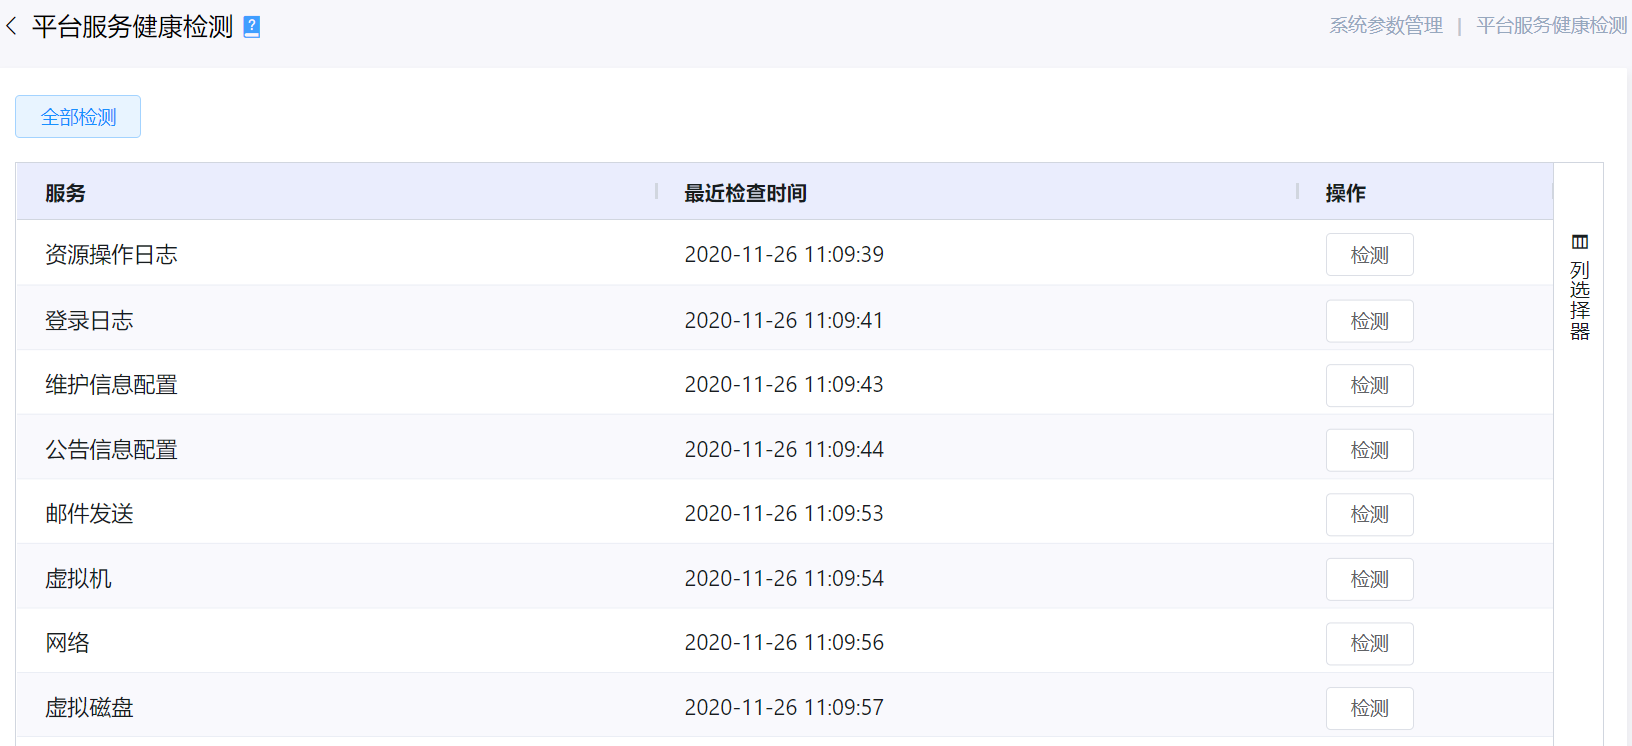 平台服务健康检测 ?
系统参数管理 | 平台服务健康检测
全部检测
服务 最近检查时间 操作
资源操作日志 2020-11-26 11:09:39 检测
登录日志 2020-11-26 11:09:41 检测
维护信息配置 2020-11-26 11:09:43 检测
公告信息配置 2020-11-26 11:09:44 检测
邮件发送 2020-11-26 11:09:53 检测
虚拟机 2020-11-26 11:09:54 检测
网络 2020-11-26 11:09:56 检测
虚拟磁盘 2020-11-26 11:09:57 检测
列选择器